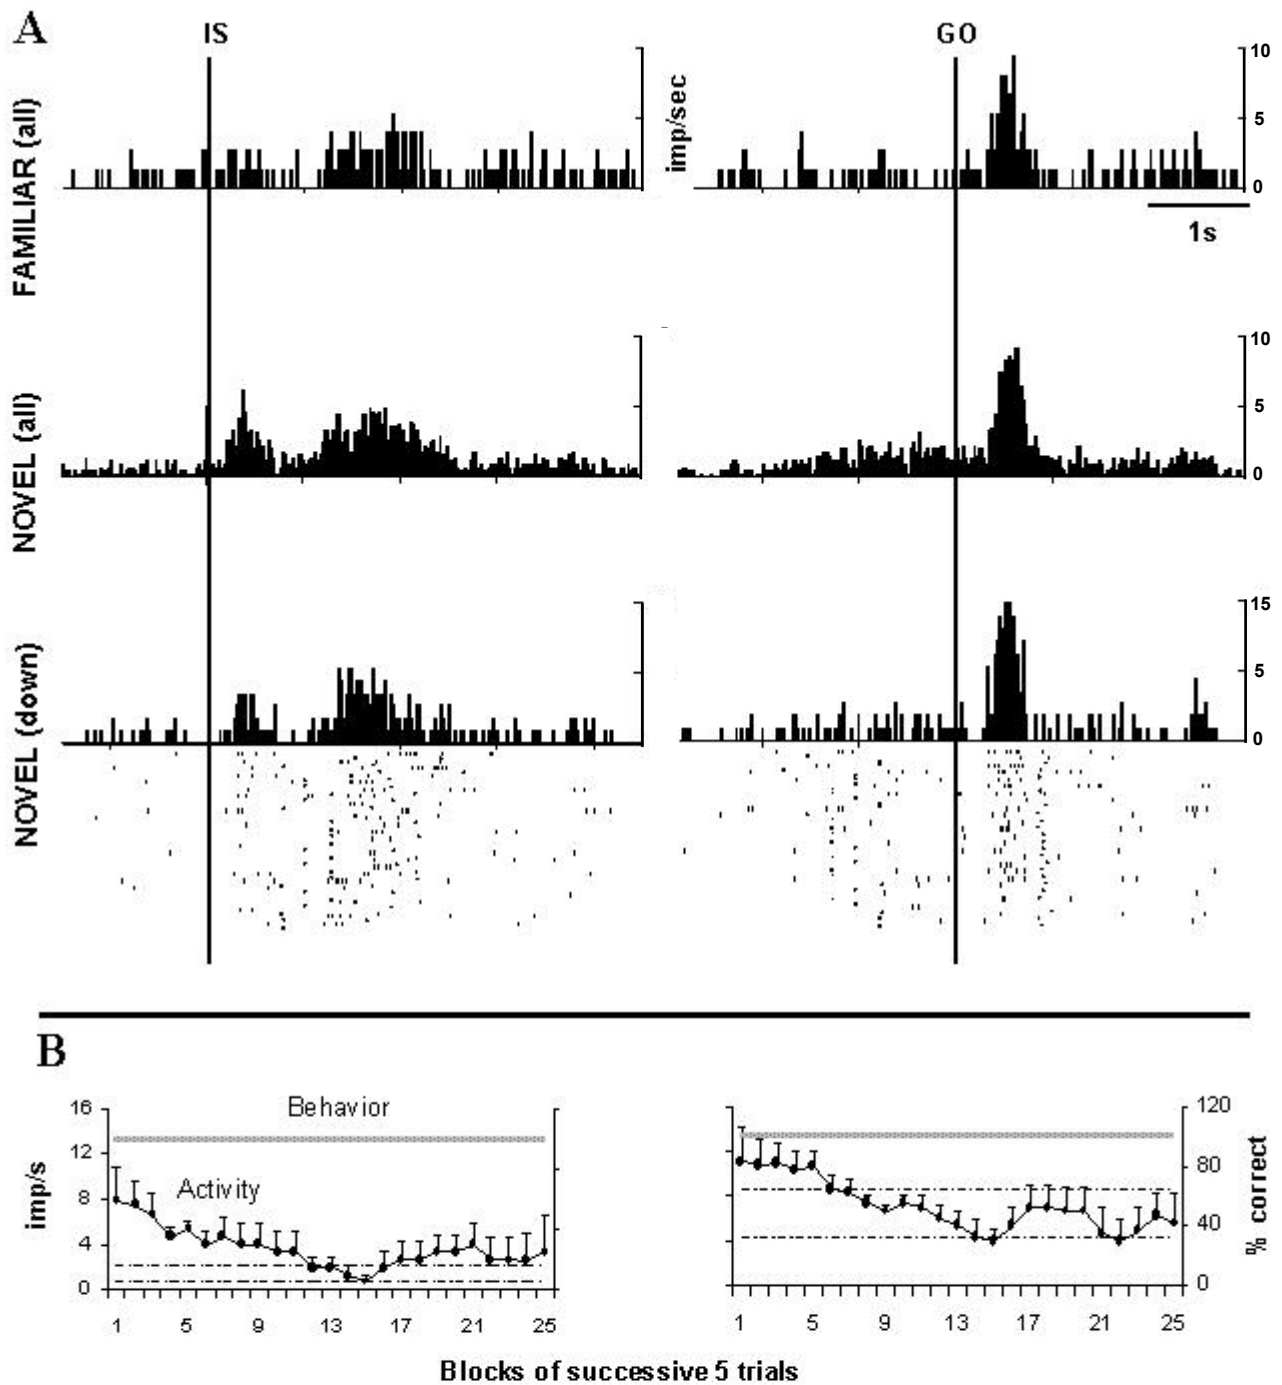 A
IS
GO
FAMILIAR (all)
imp/sec
10
5
0
1s
NOVEL (all)
10
5
0
NOVEL (down)
15
5
0
B
imp/s
16
12
8
4
0
Behavior
Activity
1 5 9 13 17 21 25
120
80
40
0
% correct
1 5 9 13 17 21 25
Blocks of successive 5 trials